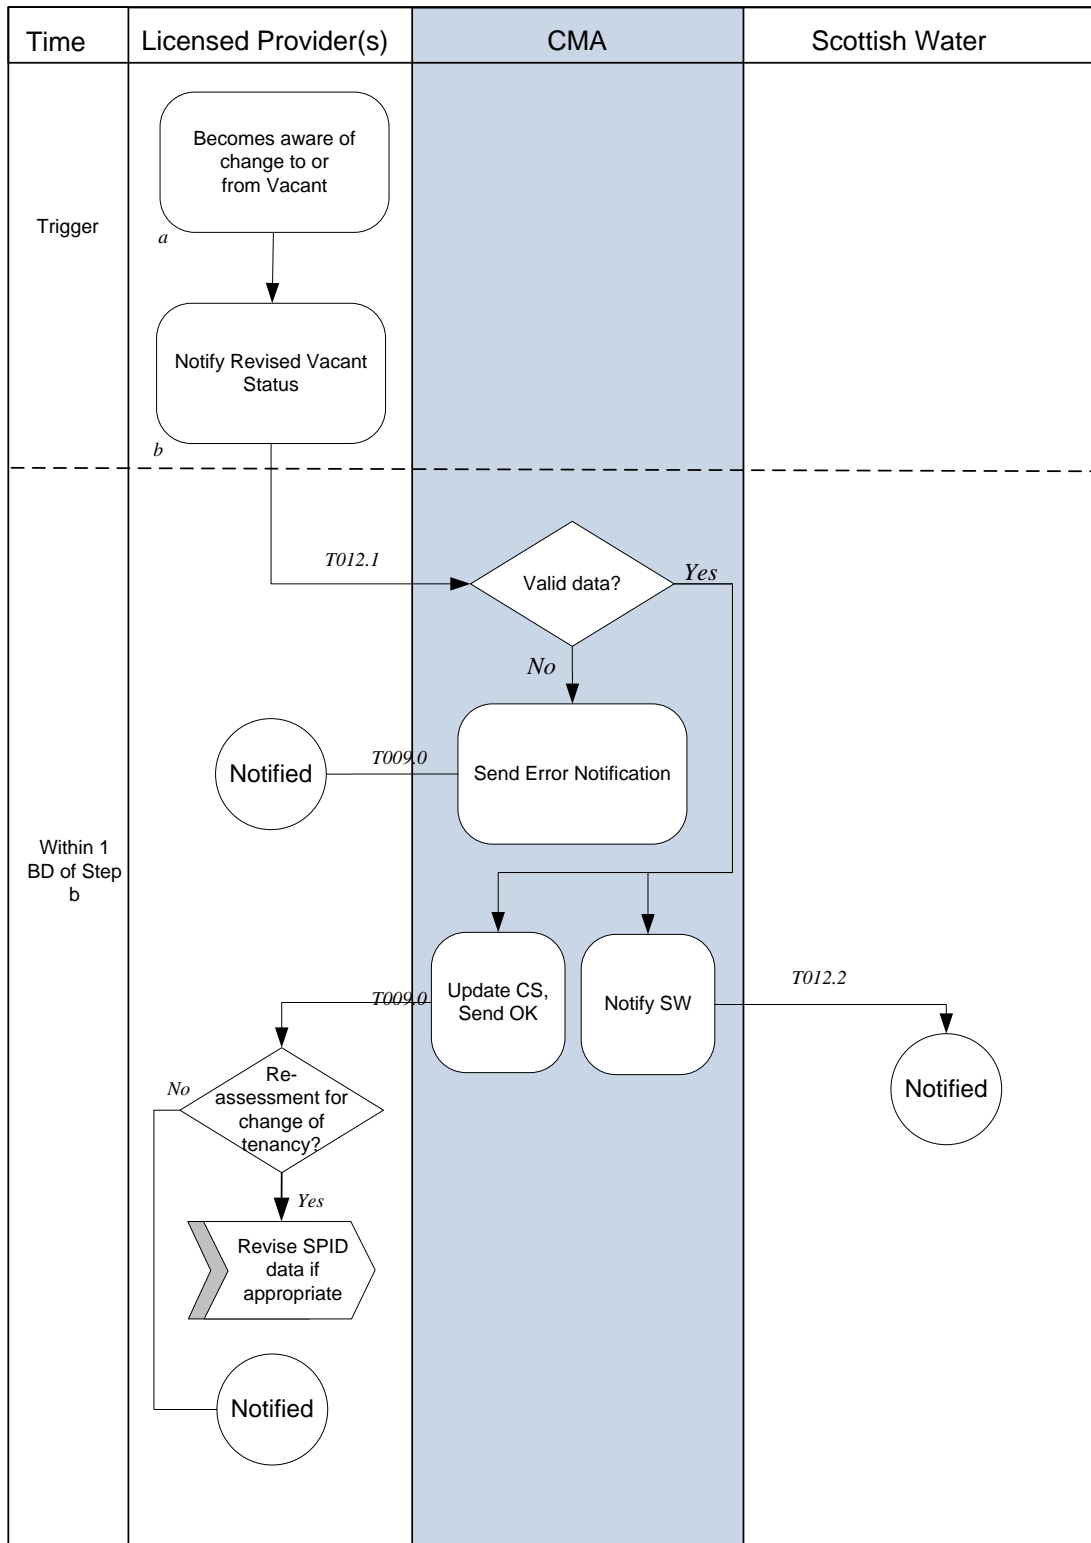 Time
Licensed Provider(s)
CMA
Scottish Water
Trigger
Becomes aware of
change to or
from Vacant
a
Notify Revised Vacant
Status
b
Within 1
BD of Step
b
T012.1
Valid data?
Yes
No
Send Error Notification
T009.0
Notified
Update CS,
Send OK
Notify SW
T012.2
Notified
T009.0
Re-
assessment for
change of
tenancy?
No
Yes
Revise SPID
data if
appropriate
Notified